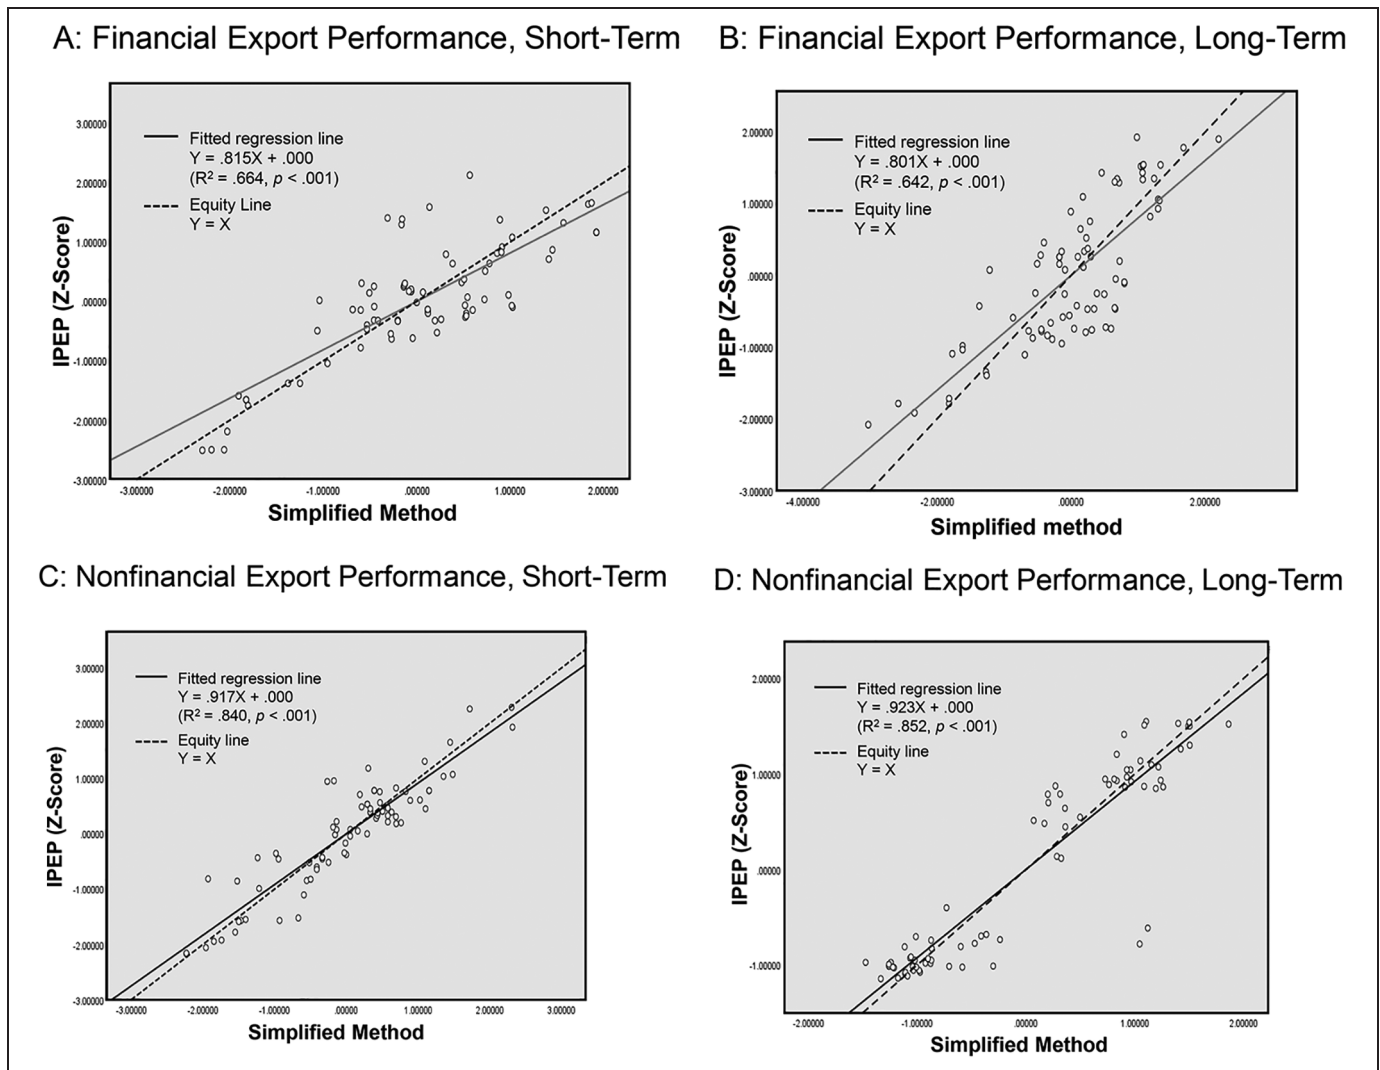 A: Financial Export Performance, Short-Term
3.00000
2.00000
1.00000
.00000
-1.00000
-2.00000
-3.00000
IPEP (Z-Score)
Fitted regression line
Y = .815X + .000
(R² = .664, p < .001)
Equity Line
Y = X
-3.00000 -2.00000 -1.00000 .00000 1.00000 2.00000
Simplified Method
B: Financial Export Performance, Long-Term
2.00000
1.00000
.00000
-1.00000
-2.00000
-3.00000
IPEP (Z-Score)
Fitted regression line
Y = .801X + .000
(R² = .642, p < .001)
Equity line
Y = X
-4.00000 -2.00000 .00000 2.00000
Simplified method
C: Nonfinancial Export Performance, Short-Term
3.00000
2.00000
1.00000
.00000
-1.00000
-2.00000
-3.00000
IPEP (Z-Score)
Fitted regression line
Y = .917X + .000
(R² = .840, p < .001)
Equity line
Y = X
-3.00000 -2.00000 -1.00000 .00000 1.00000 2.00000 3.00000
Simplified Method
D: Nonfinancial Export Performance, Long-Term
2.00000
1.00000
.00000
-1.00000
IPEP (Z-Score)
Fitted regression line
Y = .923X + .000
(R² = .852, p < .001)
Equity line
Y = X
-2.00000 -1.00000 .00000 1.00000 2.00000
Simplified Method